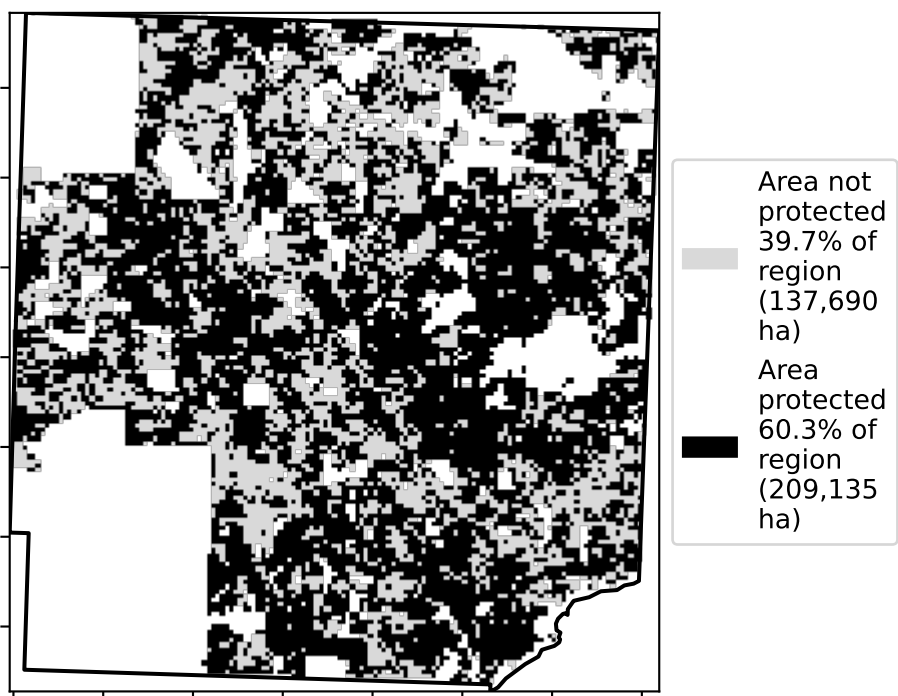 Area not
protected
39.7% of
region
(137,690
ha)
Area
protected
60.3% of
region
(209,135
ha)